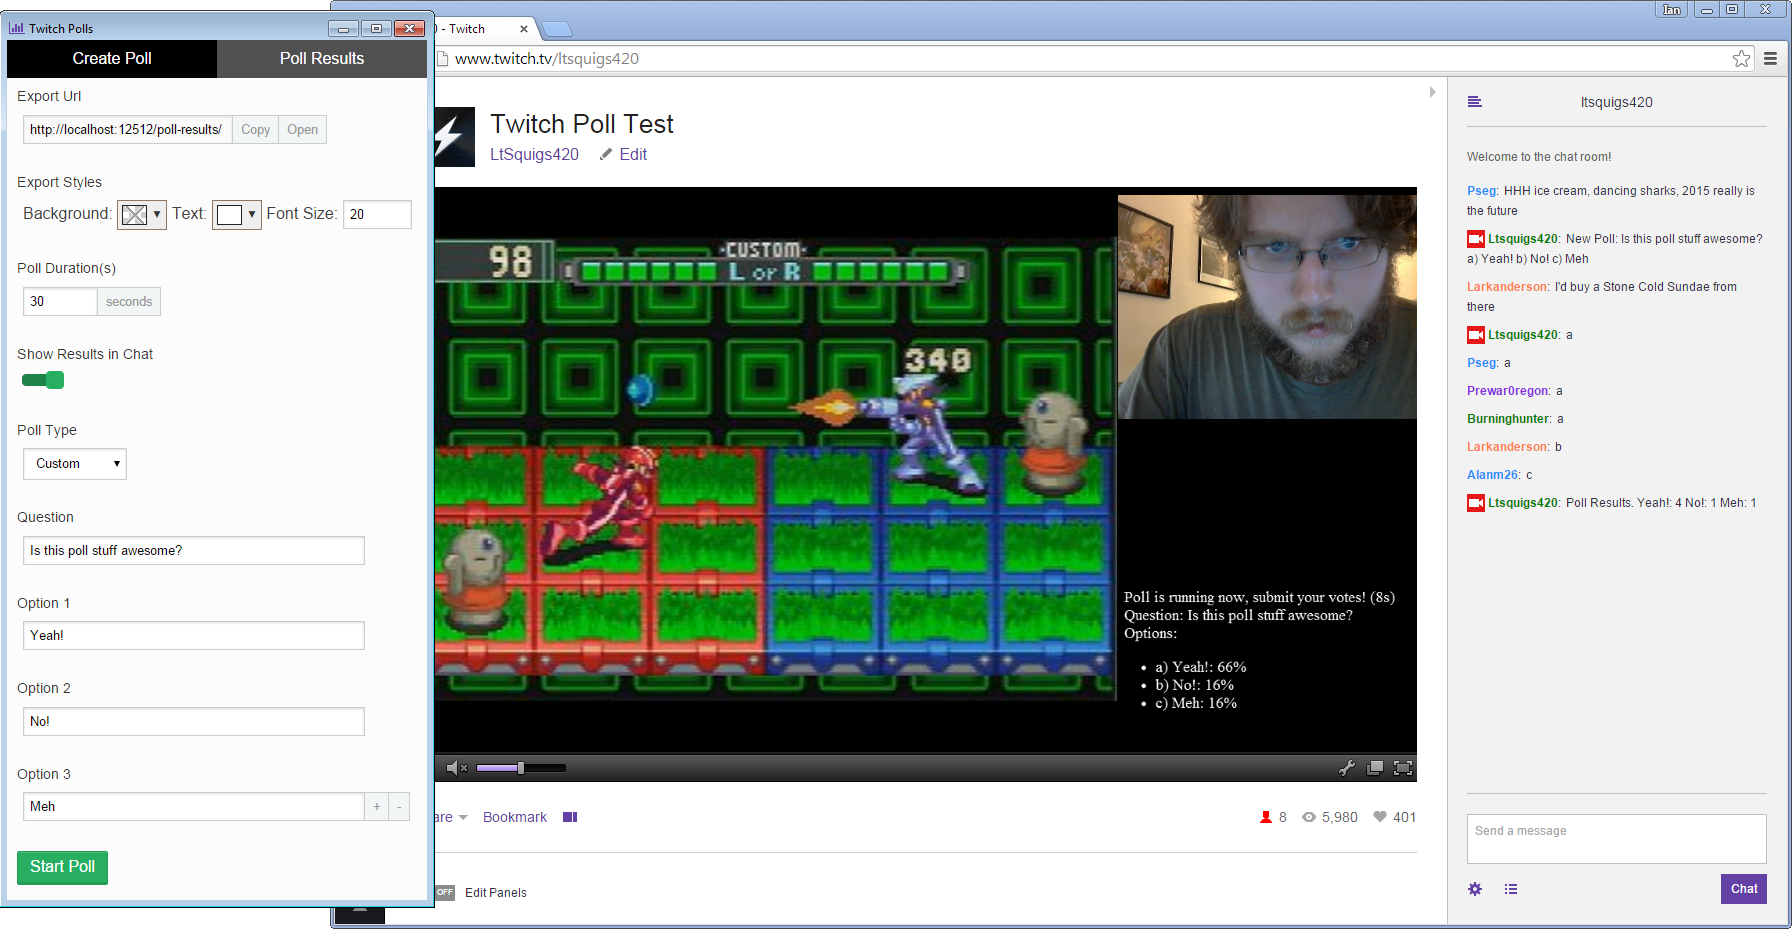 Twitch Polls
Create Poll
Poll Results
Export Url
http://localhost:12512/poll-results/
Copy
Open
Export Styles
Background:
Text:
Font Size:
20
Poll Duration(s)
30
seconds
Show Results in Chat
Poll Type
Custom
Question
Is this poll stuff awesome?
Option 1
Yeah!
Option 2
No!
Option 3
Meh
+
-
Start Poll
Ian
0 - Twitch
www.twitch.tv/ltsquigs420
Twitch Poll Test
LtSquigs420
Edit
98
CUSTOM
L or R
340
Poll is running now, submit your votes! (8s)
Question: Is this poll stuff awesome?
Options:
• a) Yeah!: 66%
• b) No!: 16%
• c) Meh: 16%
are
Bookmark
8
5,980
401
OFF
Edit Panels
ltsquigs420
Welcome to the chat room!
Pseg: HHH ice cream, dancing sharks, 2015 really is
the future
Ltsquigs420: New Poll: Is this poll stuff awesome?
a) Yeah! b) No! c) Meh
Larkanderson: I'd buy a Stone Cold Sundae from
there
Ltsquigs420: a
Pseg: a
Prewar0regon: a
Burninghunter: a
Larkanderson: b
Alanm26: c
Ltsquigs420: Poll Results. Yeah!: 4 No!: 1 Meh: 1
Send a message
Chat